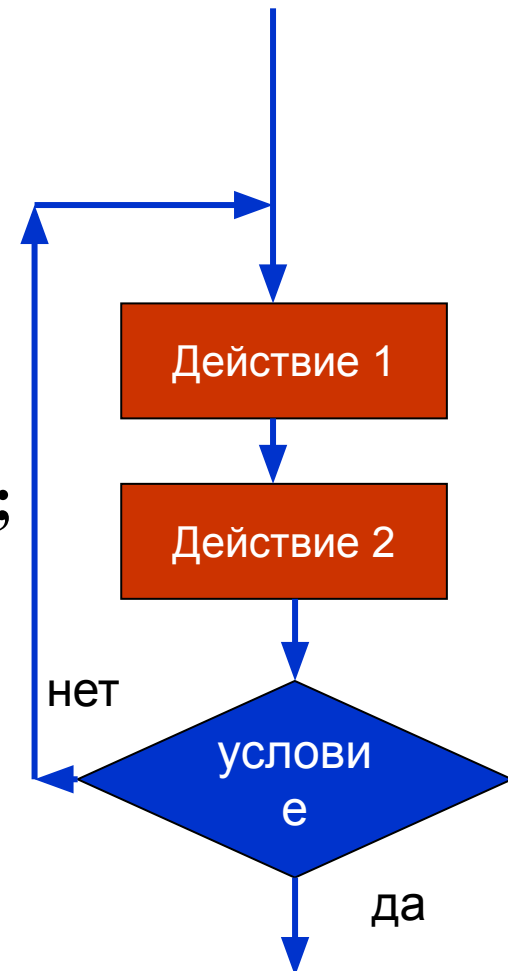 Действие 1
;
Действие 2
нет
услови
е
да